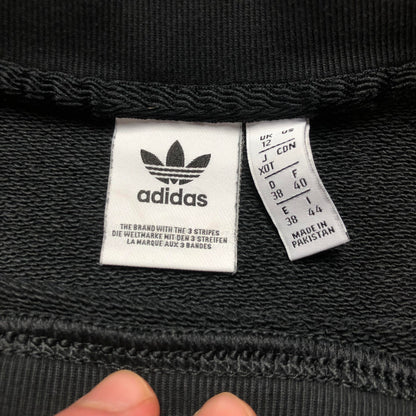 adidas
THE BRAND WITH THE 3 STRIPES
DIE WELTMARKE MIT DEN 3 STREIFEN
LA MARQUE AUX 3 BANDES
UK US
12
J CDN
XOT
D F
38 40
E I
38 44
MADE IN
PAKISTAN